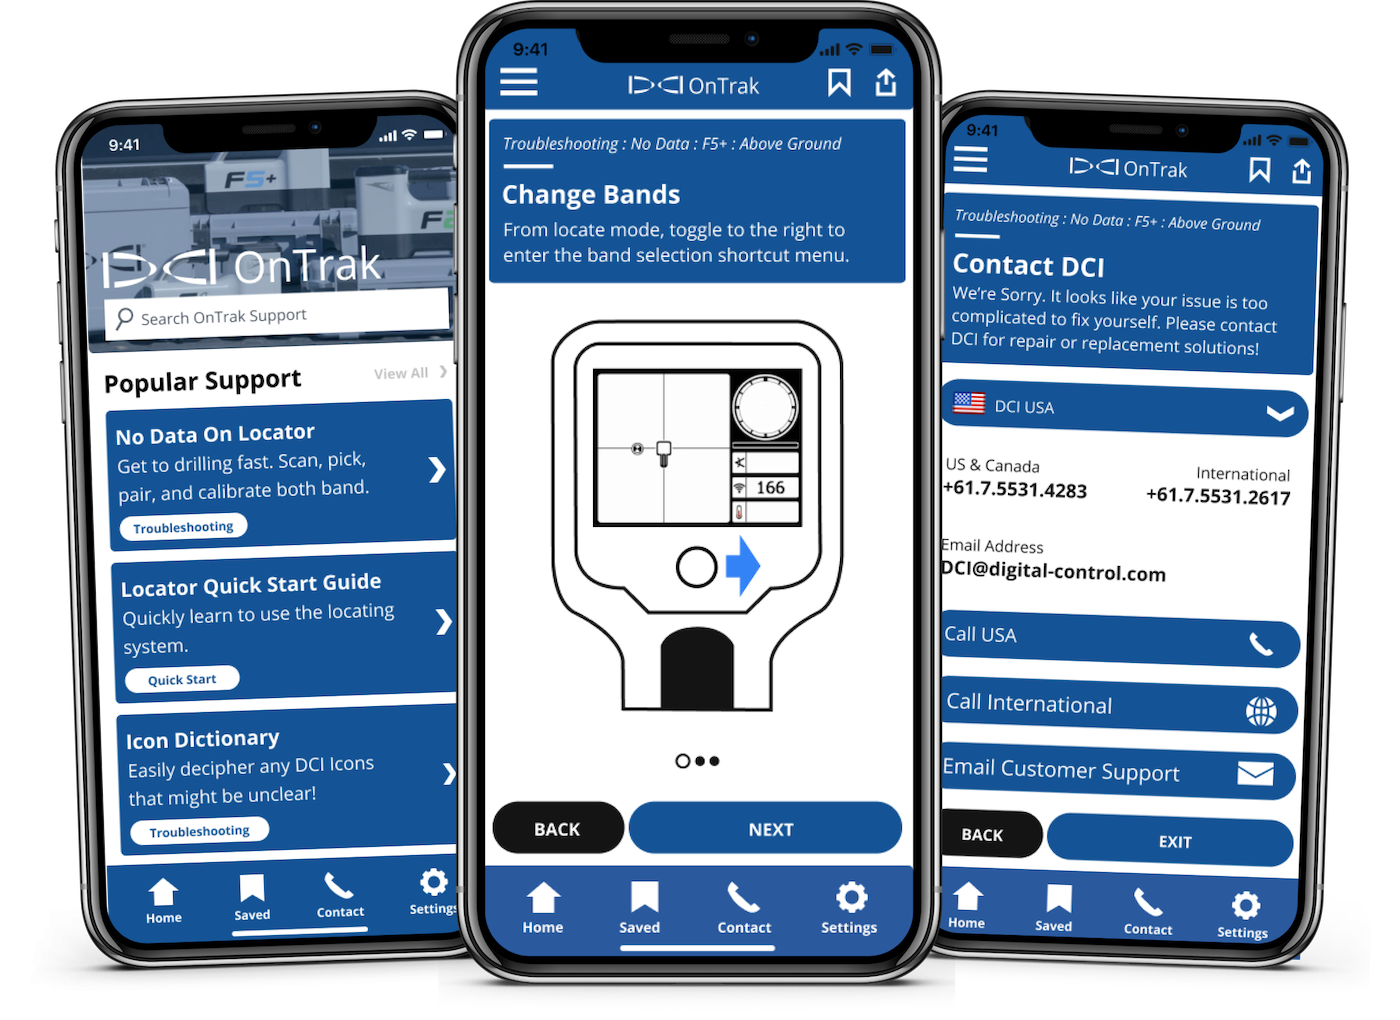 9:41
F5+
F2
DCI OnTrak
Search OnTrak Support
Popular Support
View All
No Data On Locator
Get to drilling fast. Scan, pick,
pair, and calibrate both band.
Troubleshooting
Locator Quick Start Guide
Quickly learn to use the locating
system.
Quick Start
Icon Dictionary
Easily decipher any DCI Icons
that might be unclear!
Troubleshooting
Home Saved Contact Settings
9:41
DCI OnTrak
Troubleshooting : No Data : F5+ : Above Ground
Change Bands
From locate mode, toggle to the right to
enter the band selection shortcut menu.
166
BACK NEXT
Home Saved Contact Settings
9:41
DCI OnTrak
Troubleshooting : No Data : F5+ : Above Ground
Contact DCI
We're Sorry. It looks like your issue is too
complicated to fix yourself. Please contact
DCI for repair or replacement solutions!
DCI USA
US & Canada International
+61.7.5531.4283 +61.7.5531.2617
Email Address
DCI@digital-control.com
Call USA
Call International
Email Customer Support
BACK EXIT
Home Saved Contact Settings